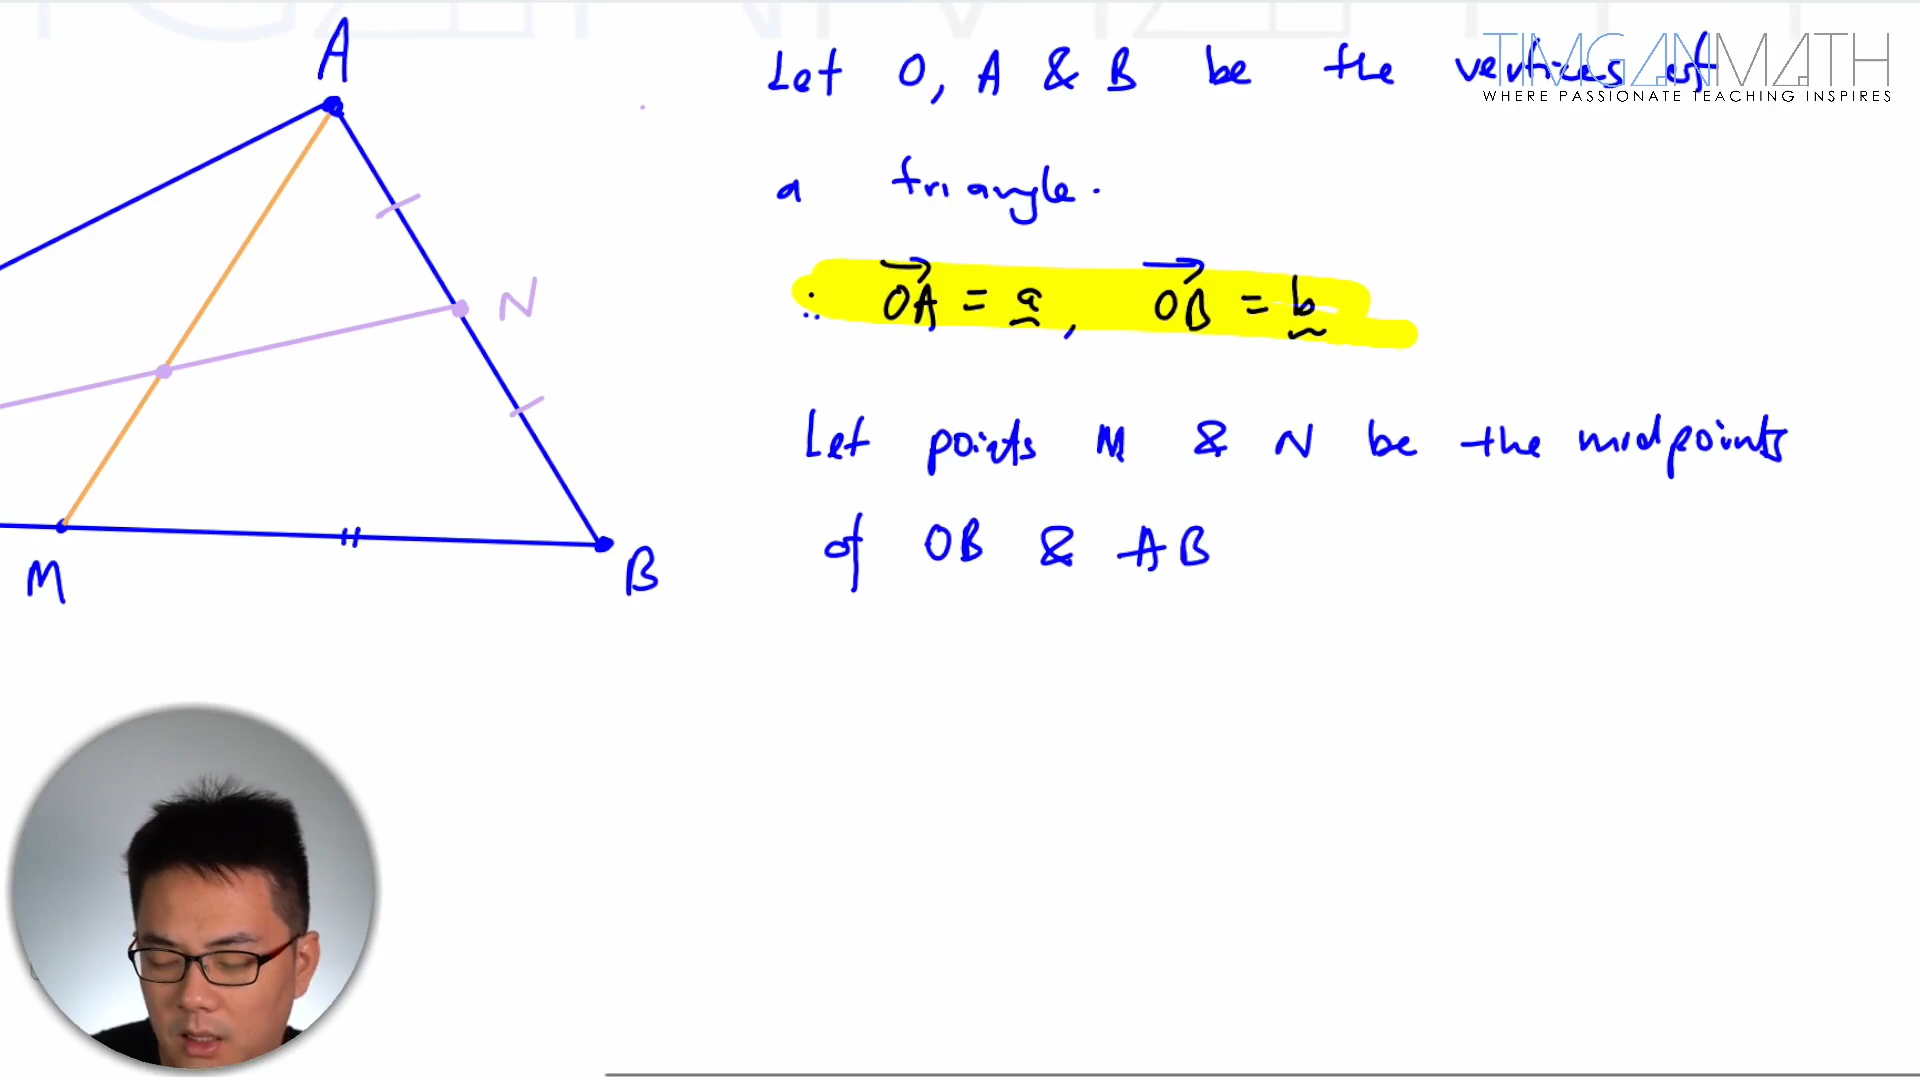 A
N
M
B
TIMGANMATH
WHERE PASSIONATE TEACHING INSPIRES
Let O, A & B be the vertices of
a triangle.
∴ OA = a, OB = b
Let points M & N be the midpoints
of OB & AB